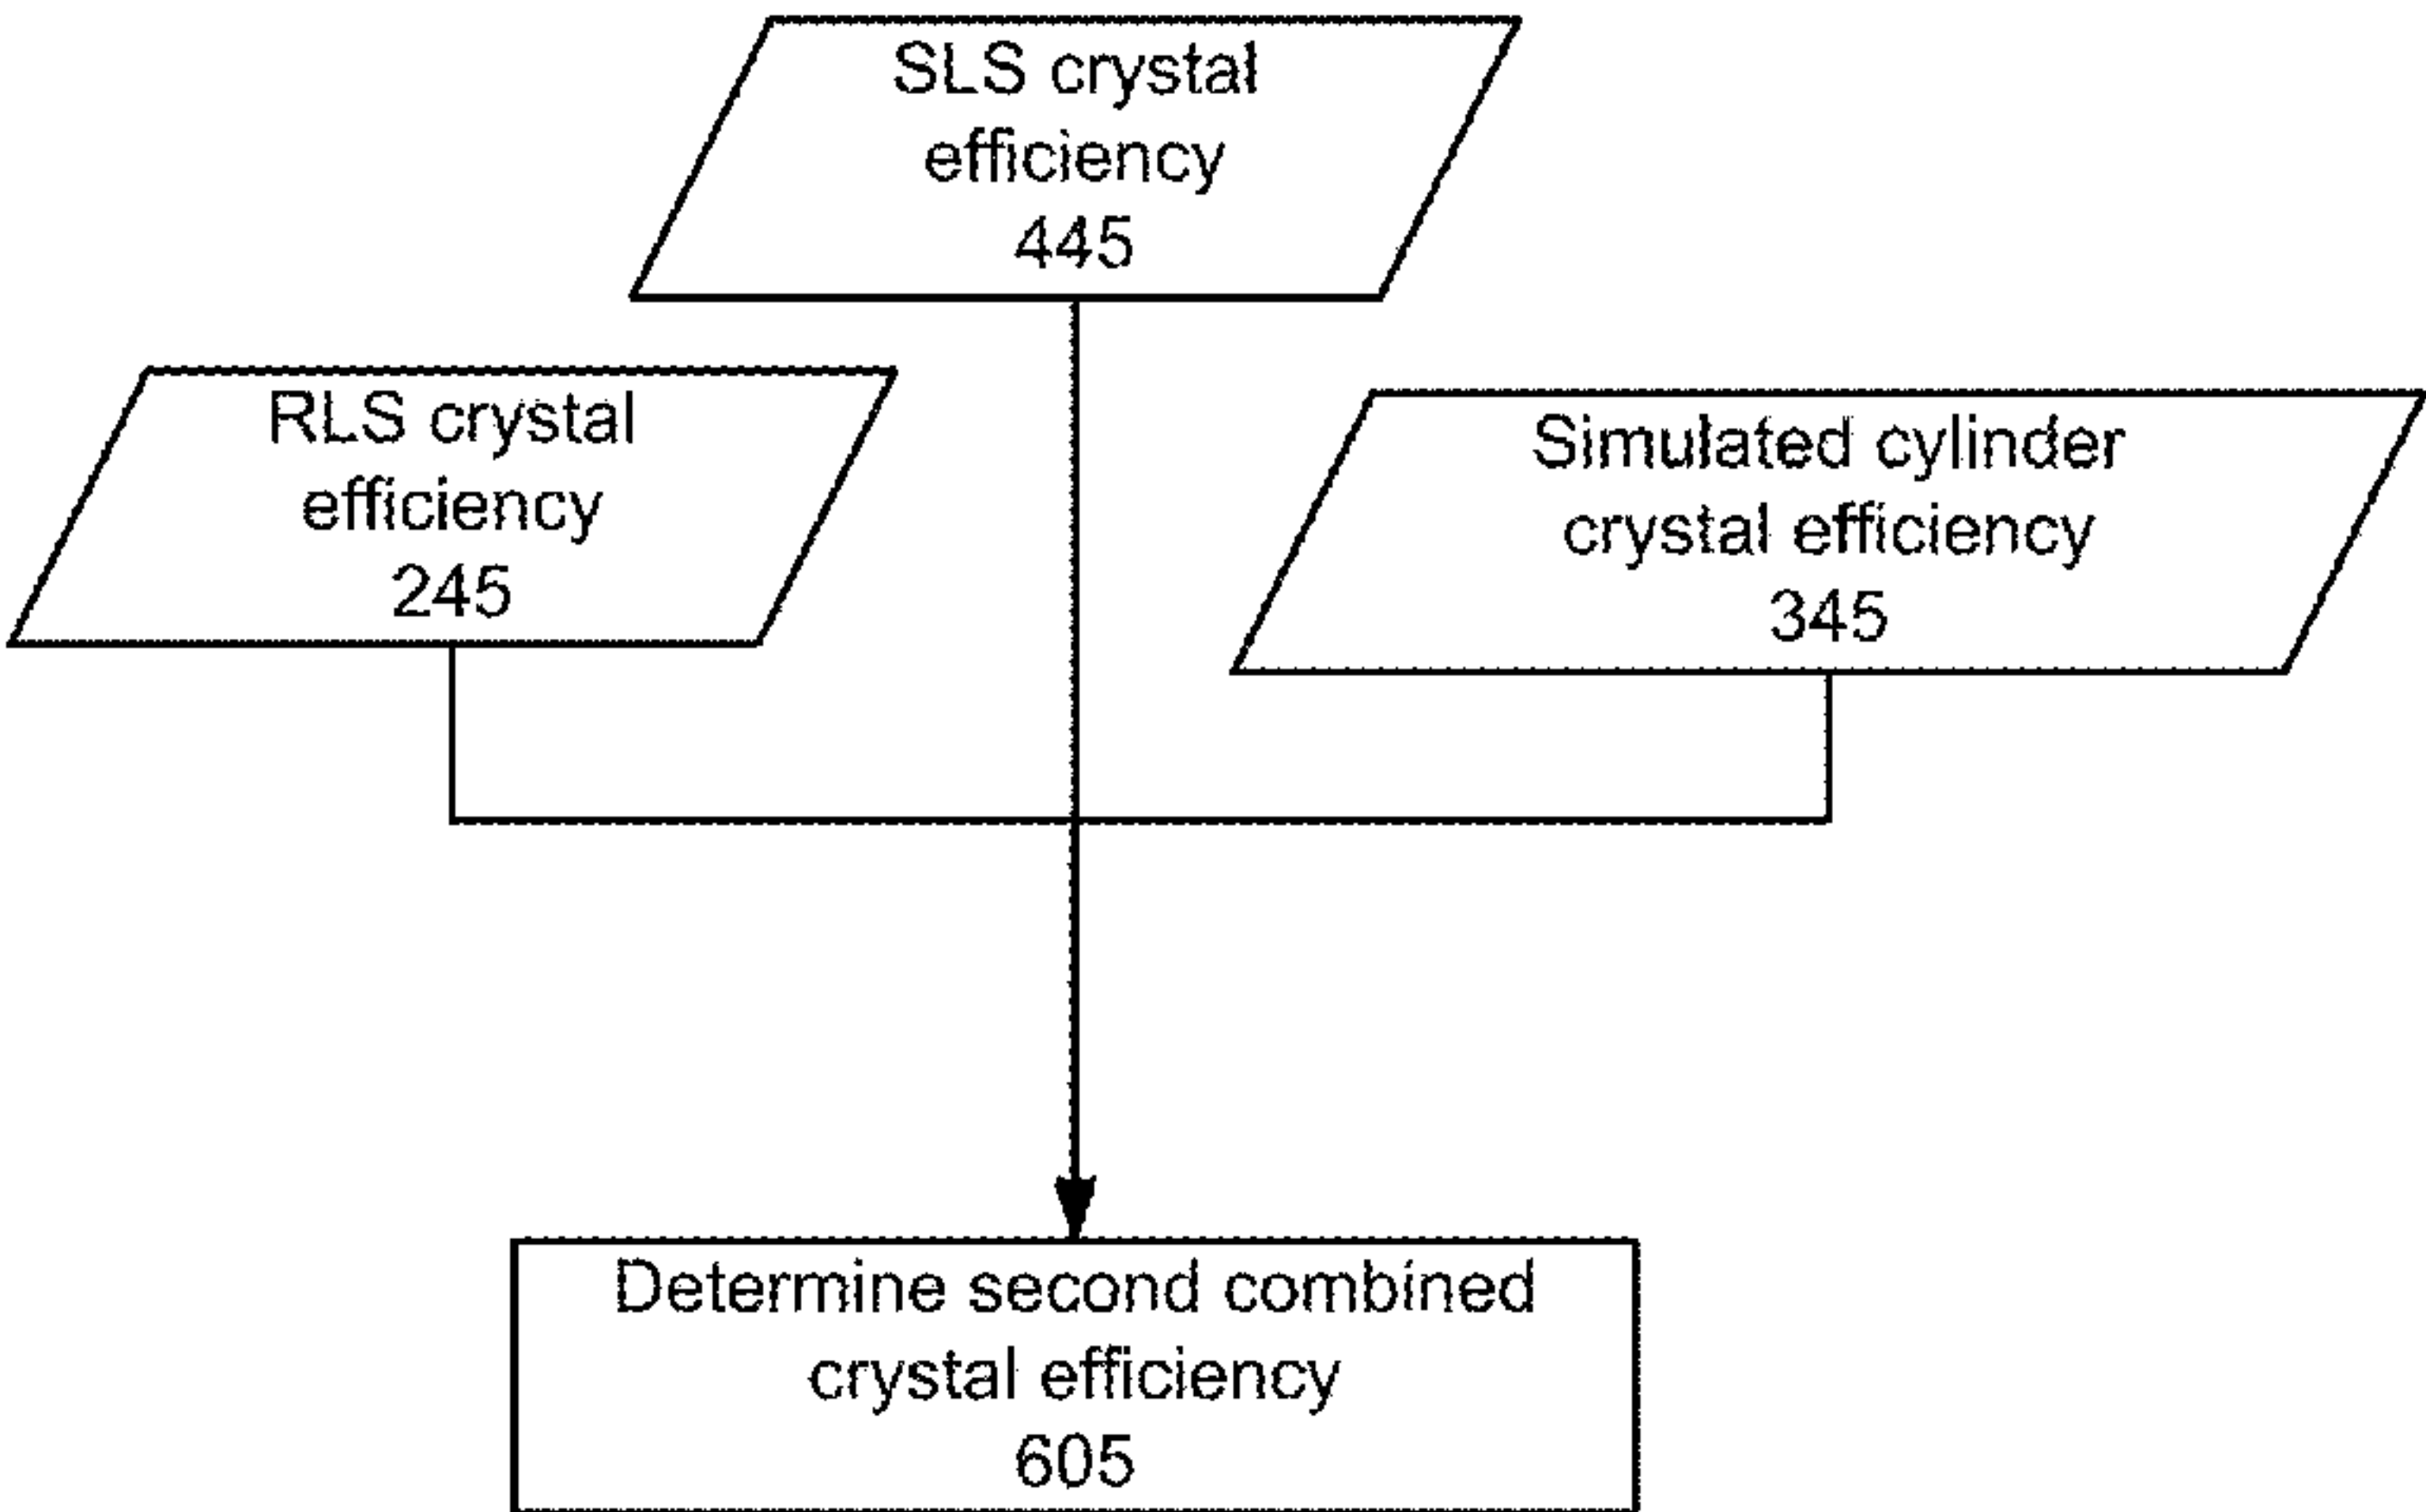 SLS crystal
efficiency
445
RLS crystal
efficiency
245
Simulated cylinder
crystal efficiency
345
Determine second combined
crystal efficiency
605